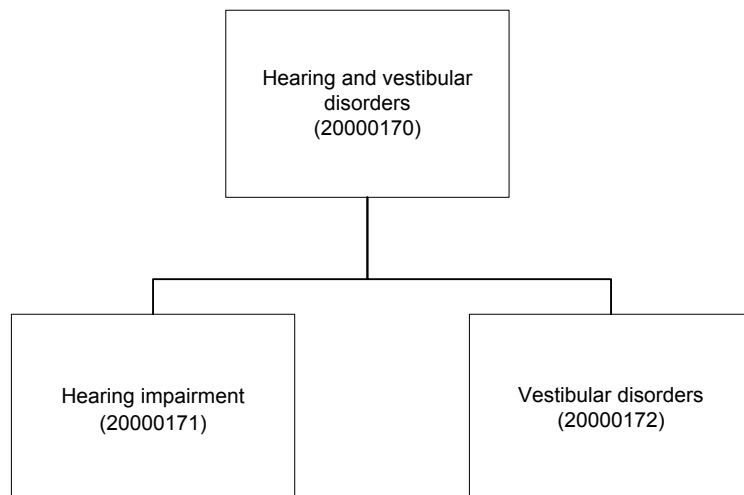 Hearing and vestibular
disorders
(20000170)
Hearing impairment
(20000171)
Vestibular disorders
(20000172)